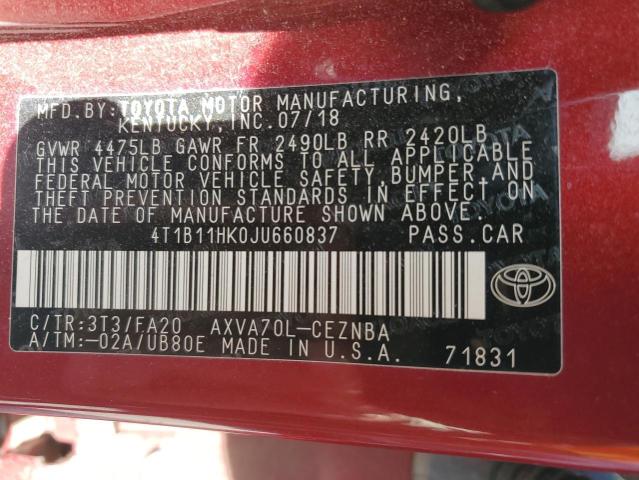 MFD.BY:TOYOTA MOTOR MANUFACTURING,
KENTUCKY, INC.07/18
GVWR 4475LB GAWR FR 2490LB RR 2420LB
THIS VEHICLE CONFORMS TO ALL APPLICABLE
FEDERAL MOTOR VEHICLE SAFETY, BUMPER, AND
THEFT PREVENTION STANDARDS IN EFFECT ON
THE DATE OF MANUFACTURE SHOWN ABOVE.
4T1B11HK0JU660837 PASS.CAR
C/TR:3T3/FA20 AXVA70L-CEZNBA
A/TM:-02A/UB80E MADE IN U.S.A. 71831